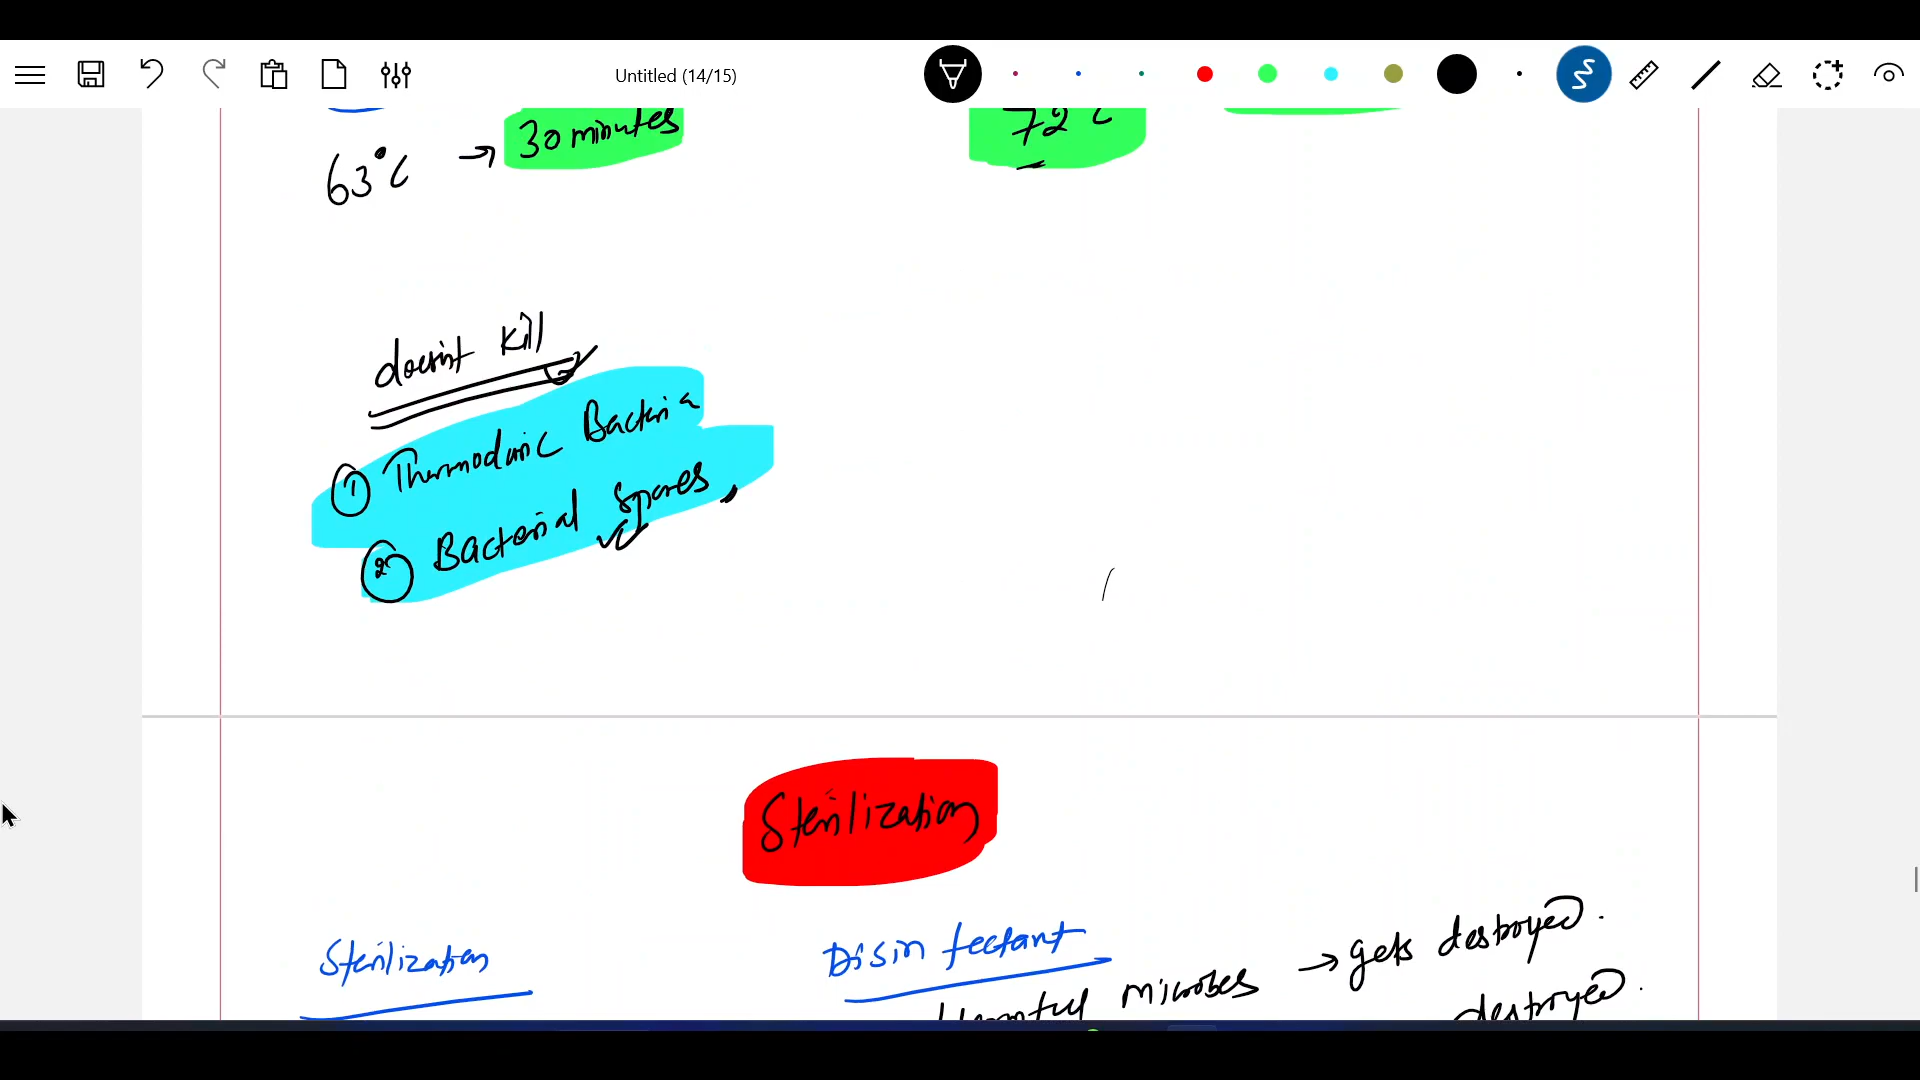 Untitled (14/15)
63°C → 30 minutes
72°C
doesn't kill
① Thermoduric Bacteria
② Bacterial Spores,
Sterilization
Sterilization
Disinfectant
Harmful microbes → gets destroyed.
destroyed.